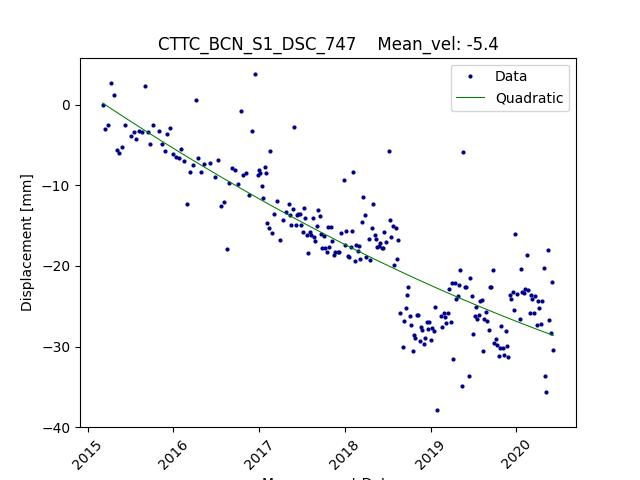 CTTC_BCN_S1_DSC_747    Mean_vel: -5.4
Data
Quadratic
Displacement [mm]
0
−10
−20
−30
−40
2015
2016
2017
2018
2019
2020